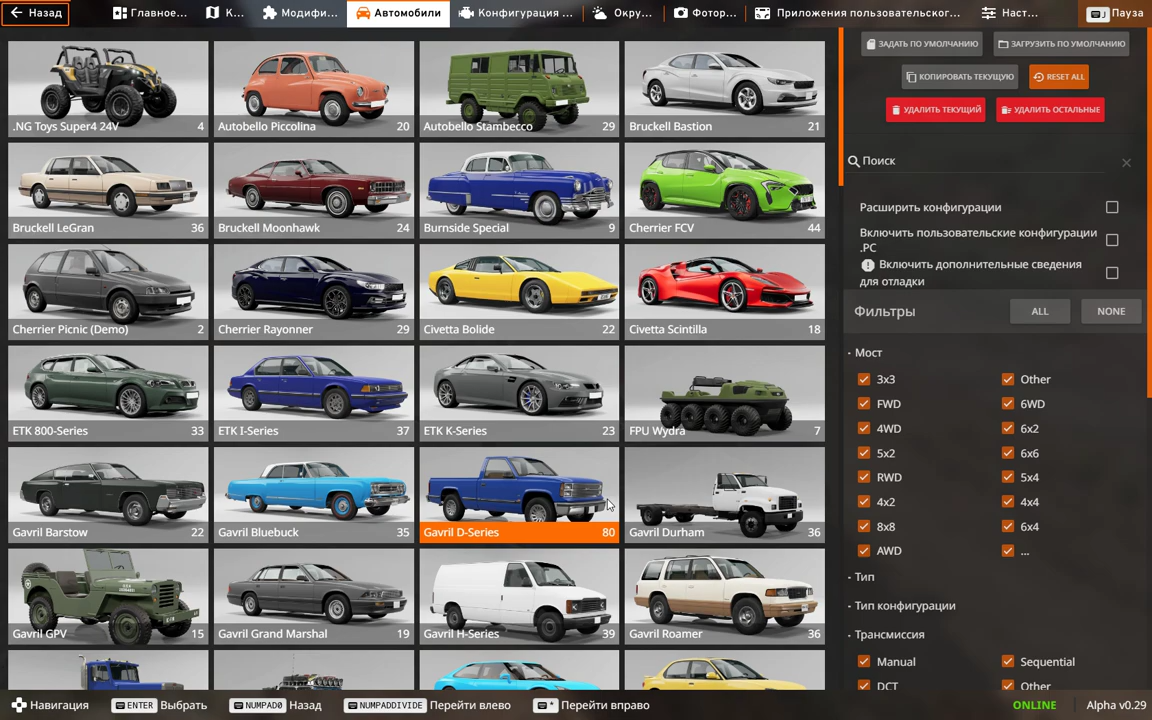 Назад
Главное...
К...
Модифи...
Автомобили
Конфигурация ...
Окру...
Фотор...
Приложения пользовательског...
Наст...
J Пауза
.NG Toys Super4 24V 4
Autobello Piccolina 20
Autobello Stambecco 29
Bruckell Bastion 21
Bruckell LeGran 36
Bruckell Moonhawk 24
Burnside Special 9
Cherrier FCV 44
Cherrier Picnic (Demo) 2
Cherrier Rayonner 29
Civetta Bolide 22
Civetta Scintilla 18
ETK 800-Series 33
ETK I-Series 37
ETK K-Series 23
FPU Wydra 7
Gavril Barstow 22
Gavril Bluebuck 35
Gavril D-Series 80
Gavril Durham 36
Gavril GPV 15
Gavril Grand Marshal 19
Gavril H-Series 39
Gavril Roamer 36
ЗАДАТЬ ПО УМОЛЧАНИЮ
ЗАГРУЗИТЬ ПО УМОЛЧАНИЮ
КОПИРОВАТЬ ТЕКУЩУЮ
RESET ALL
УДАЛИТЬ ТЕКУЩИЙ
УДАЛИТЬ ОСТАЛЬНЫЕ
Поиск
Расширить конфигурации
Включить пользовательские конфигурации
.PC
Включить дополнительные сведения
для отладки
Фильтры
ALL
NONE
Мост
3x3
Other
FWD
6WD
4WD
6x2
5x2
6x6
RWD
5x4
4x2
4x4
8x8
6x4
AWD
...
Тип
Тип конфигурации
Трансмиссия
Manual
Sequential
DCT
Other
Навигация
ENTER Выбрать
NUMPAD0 Назад
NUMPADDIVIDE Перейти влево
* Перейти вправо
ONLINE
Alpha v0.29